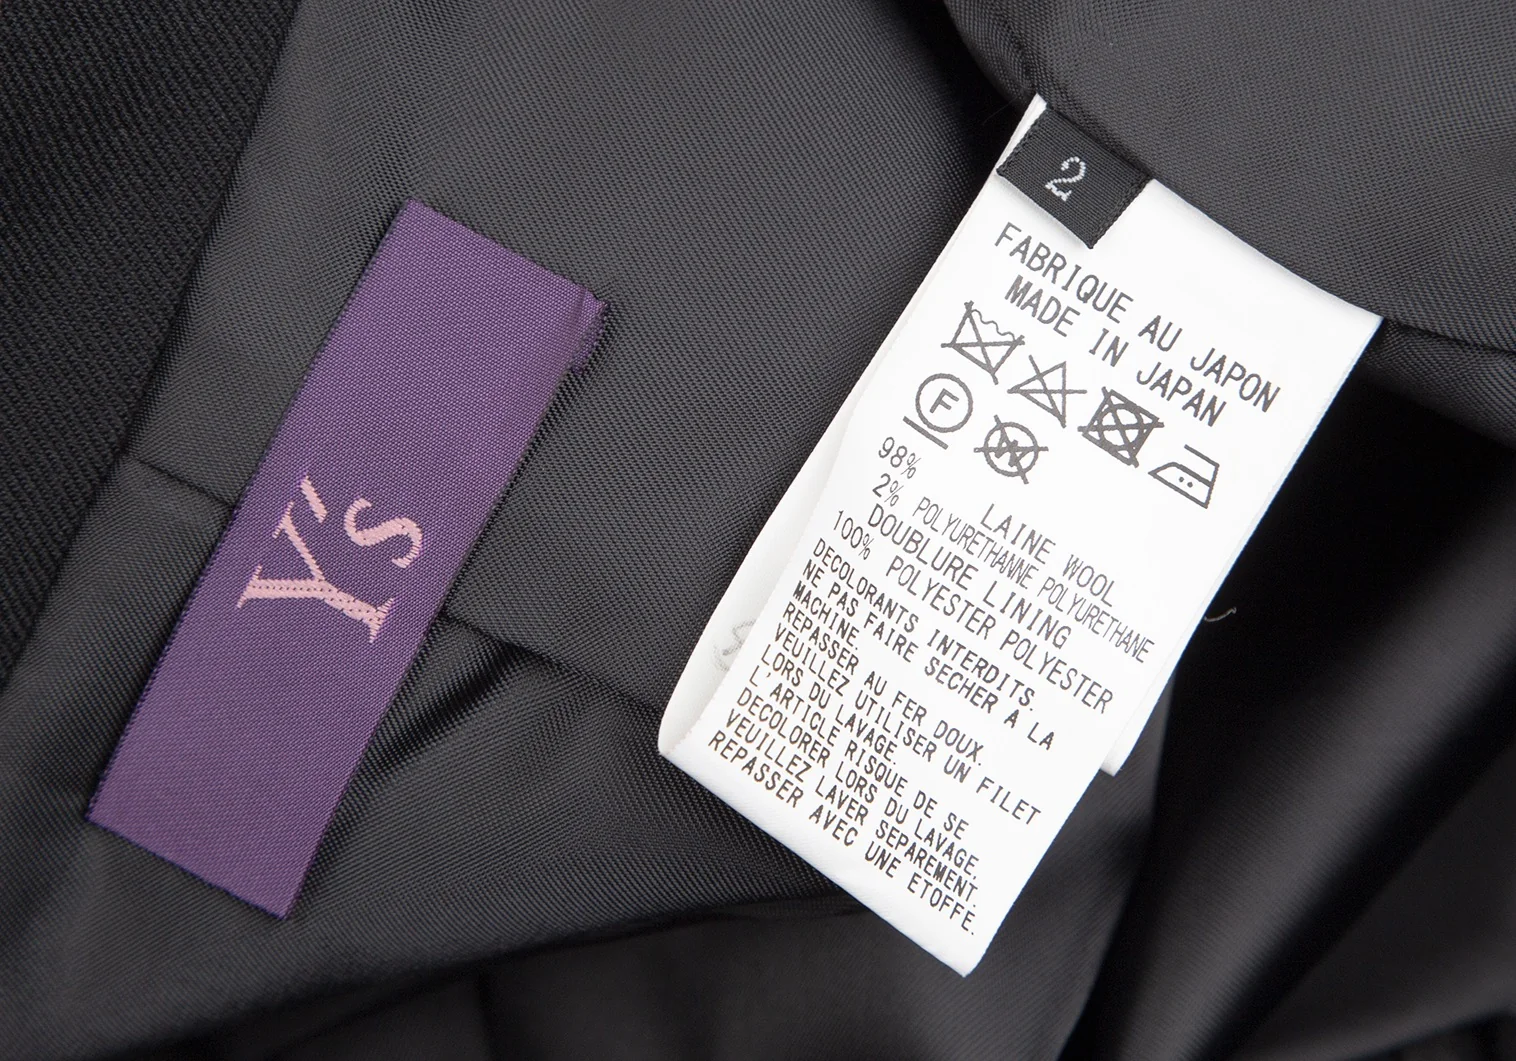 Y's
2
FABRIQUE AU JAPON
MADE IN JAPAN
F
W
98% LAINE WOOL
2% POLYURETHANNE POLYURETHANE
DOUBLURE LINING
100% POLYESTER POLYESTER
DECOLORANTS INTERDITS.
NE PAS FAIRE SECHER A LA
MACHINE.
REPASSER AU FER DOUX.
VEUILLEZ UTILISER UN FILET
LORS DU LAVAGE.
L'ARTICLE RISQUE DE SE
DECOLORER LORS DU LAVAGE.
VEUILLEZ LAVER SEPAREMENT.
REPASSER AVEC UNE ETOFFE.